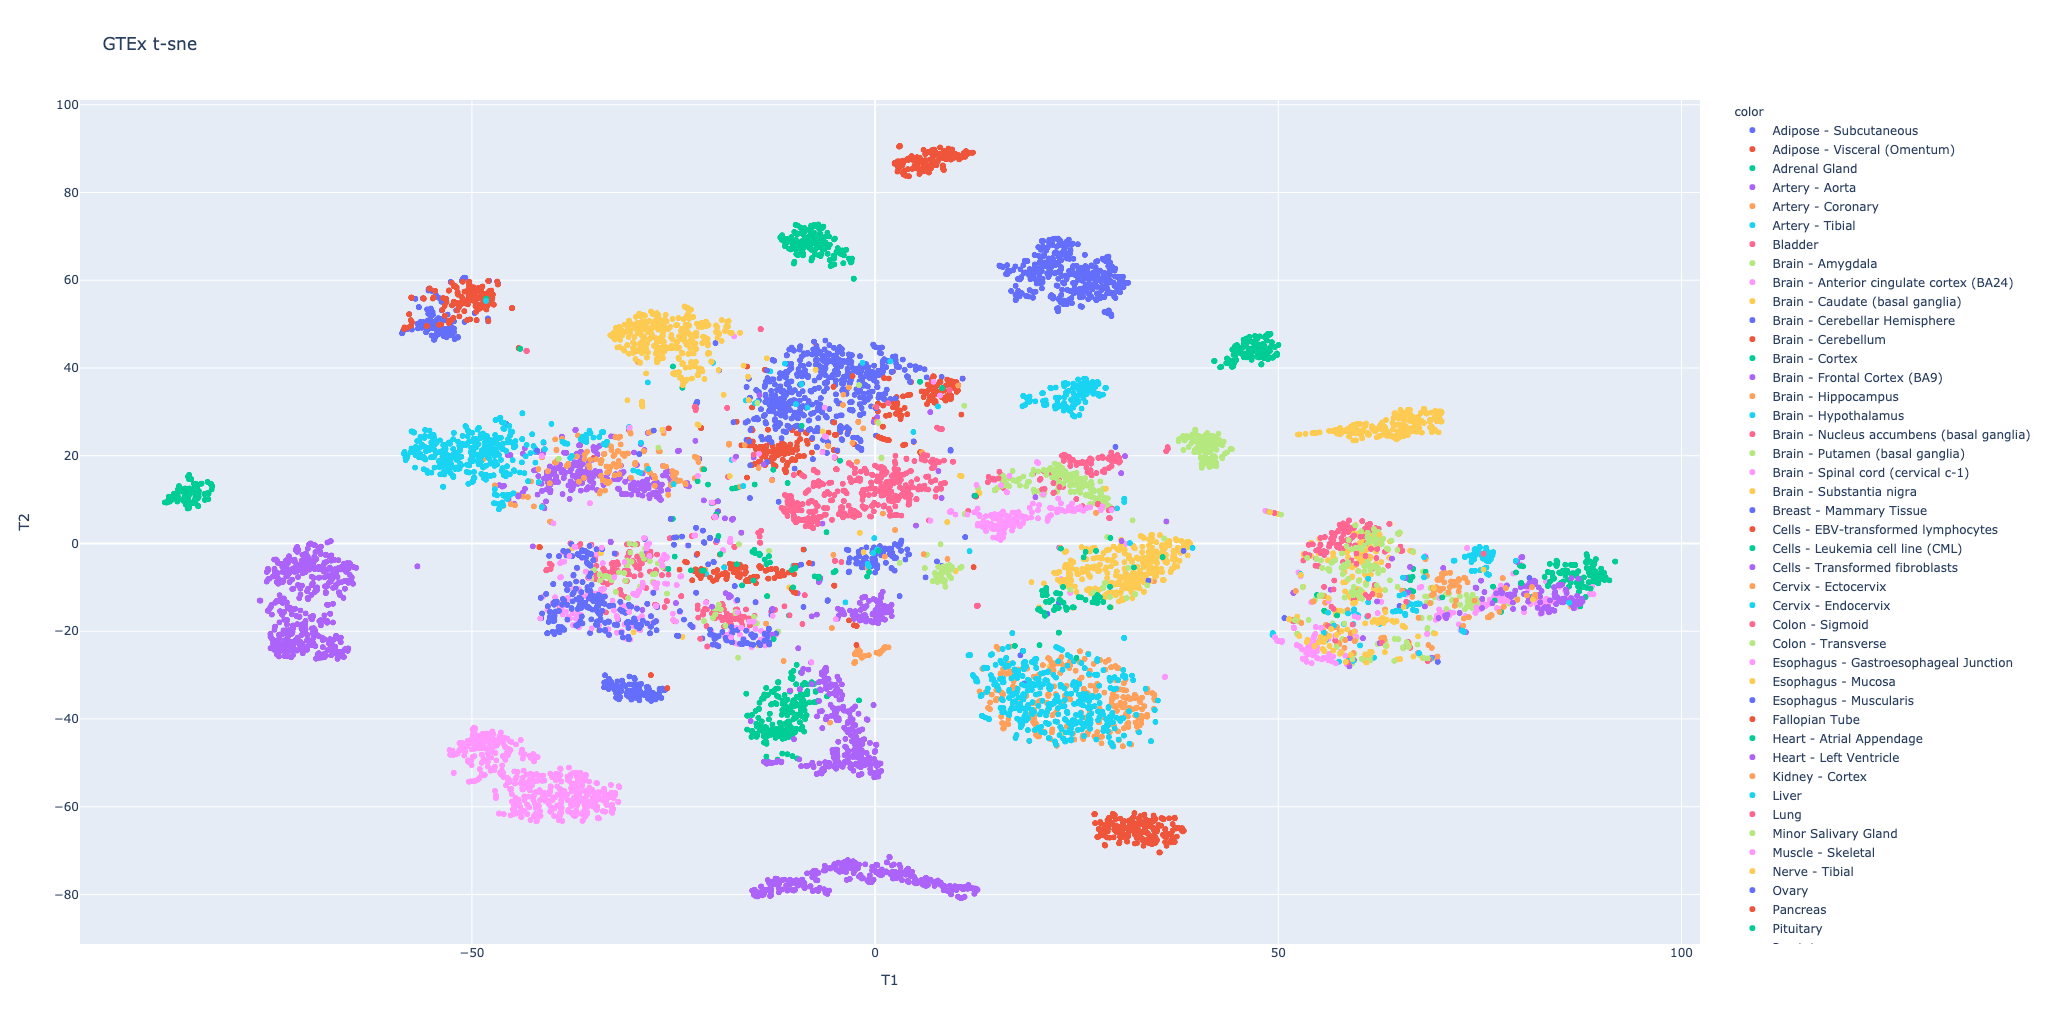 GTEx t-sne
100
80
60
40
20
0
−20
−40
−60
−80
T2
−50
0
50
100
T1
color
Adipose - Subcutaneous
Adipose - Visceral (Omentum)
Adrenal Gland
Artery - Aorta
Artery - Coronary
Artery - Tibial
Bladder
Brain - Amygdala
Brain - Anterior cingulate cortex (BA24)
Brain - Caudate (basal ganglia)
Brain - Cerebellar Hemisphere
Brain - Cerebellum
Brain - Cortex
Brain - Frontal Cortex (BA9)
Brain - Hippocampus
Brain - Hypothalamus
Brain - Nucleus accumbens (basal ganglia)
Brain - Putamen (basal ganglia)
Brain - Spinal cord (cervical c-1)
Brain - Substantia nigra
Breast - Mammary Tissue
Cells - EBV-transformed lymphocytes
Cells - Leukemia cell line (CML)
Cells - Transformed fibroblasts
Cervix - Ectocervix
Cervix - Endocervix
Colon - Sigmoid
Colon - Transverse
Esophagus - Gastroesophageal Junction
Esophagus - Mucosa
Esophagus - Muscularis
Fallopian Tube
Heart - Atrial Appendage
Heart - Left Ventricle
Kidney - Cortex
Liver
Lung
Minor Salivary Gland
Muscle - Skeletal
Nerve - Tibial
Ovary
Pancreas
Pituitary